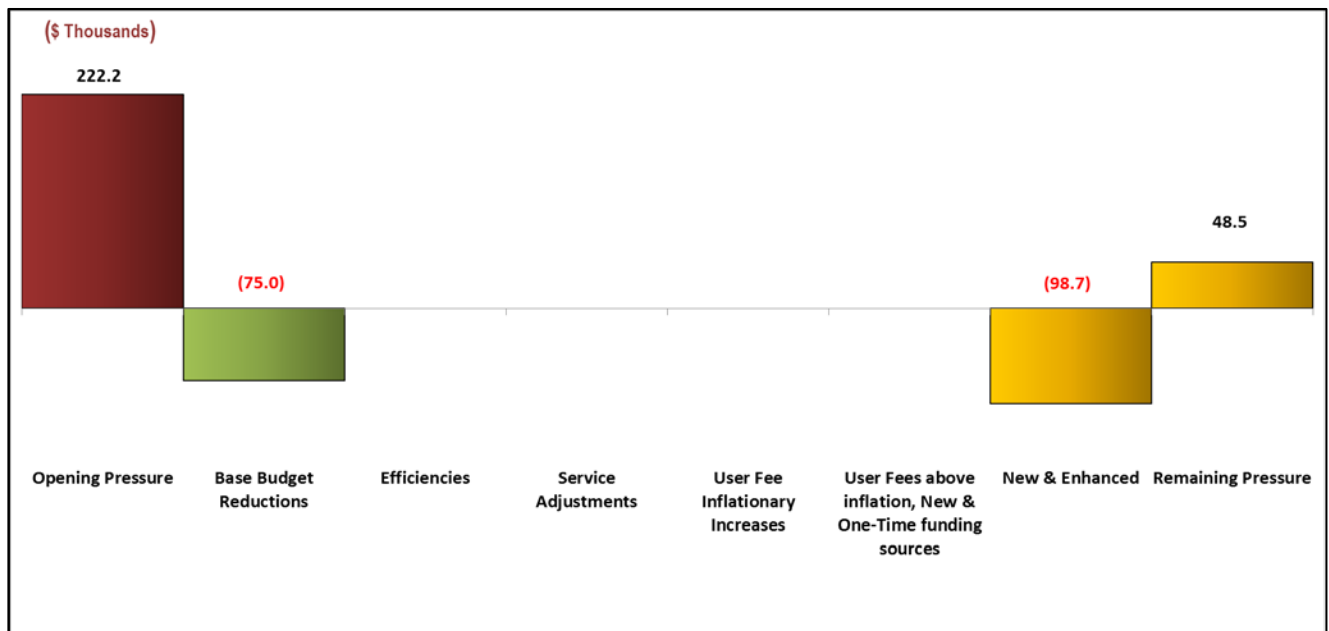 ($ Thousands)
222.2
48.5
(75.0)
(98.7)
Opening Pressure
Base Budget
Reductions
Efficiencies
Service
Adjustments
User Fee
Inflationary
Increases
User Fees above
inflation, New &
One-Time funding
sources
New & Enhanced
Remaining Pressure